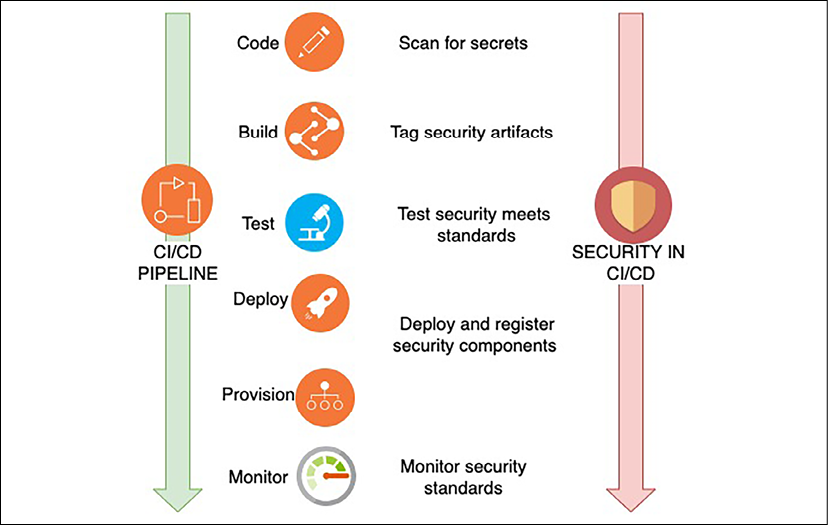 Code
Scan for secrets
Build
Tag security artifacts
Test
Test security meets
standards
CI/CD
PIPELINE
SECURITY IN
CI/CD
Deploy
Deploy and register
security components
Provision
Monitor
Monitor security
standards